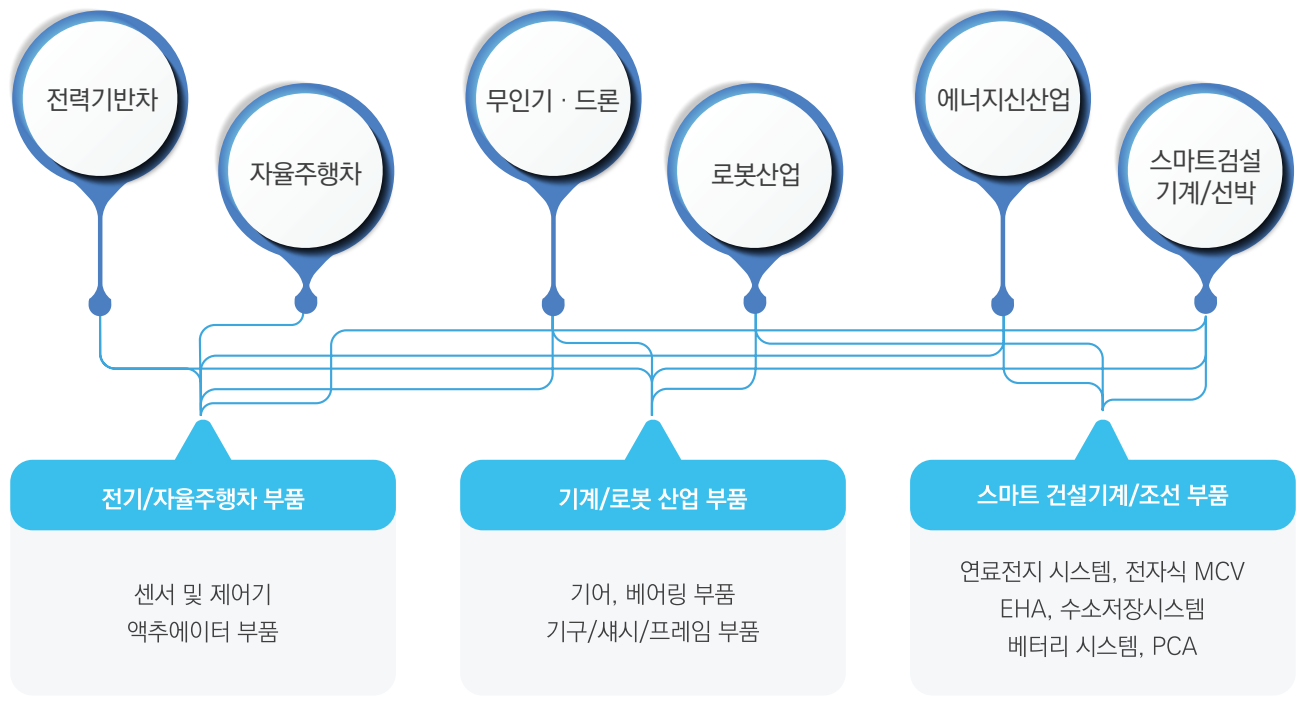 전력기반차
자율주행차
무인기 · 드론
로봇산업
에너지신산업
스마트검설
기계/선박
전기/자율주행차 부품
센서 및 제어기
액추에이터 부품
기계/로봇 산업 부품
기어, 베어링 부품
기구/섀시/프레임 부품
스마트 건설기계/조선 부품
연료전지 시스템, 전자식 MCV
EHA, 수소저장시스템
베터리 시스템, PCA